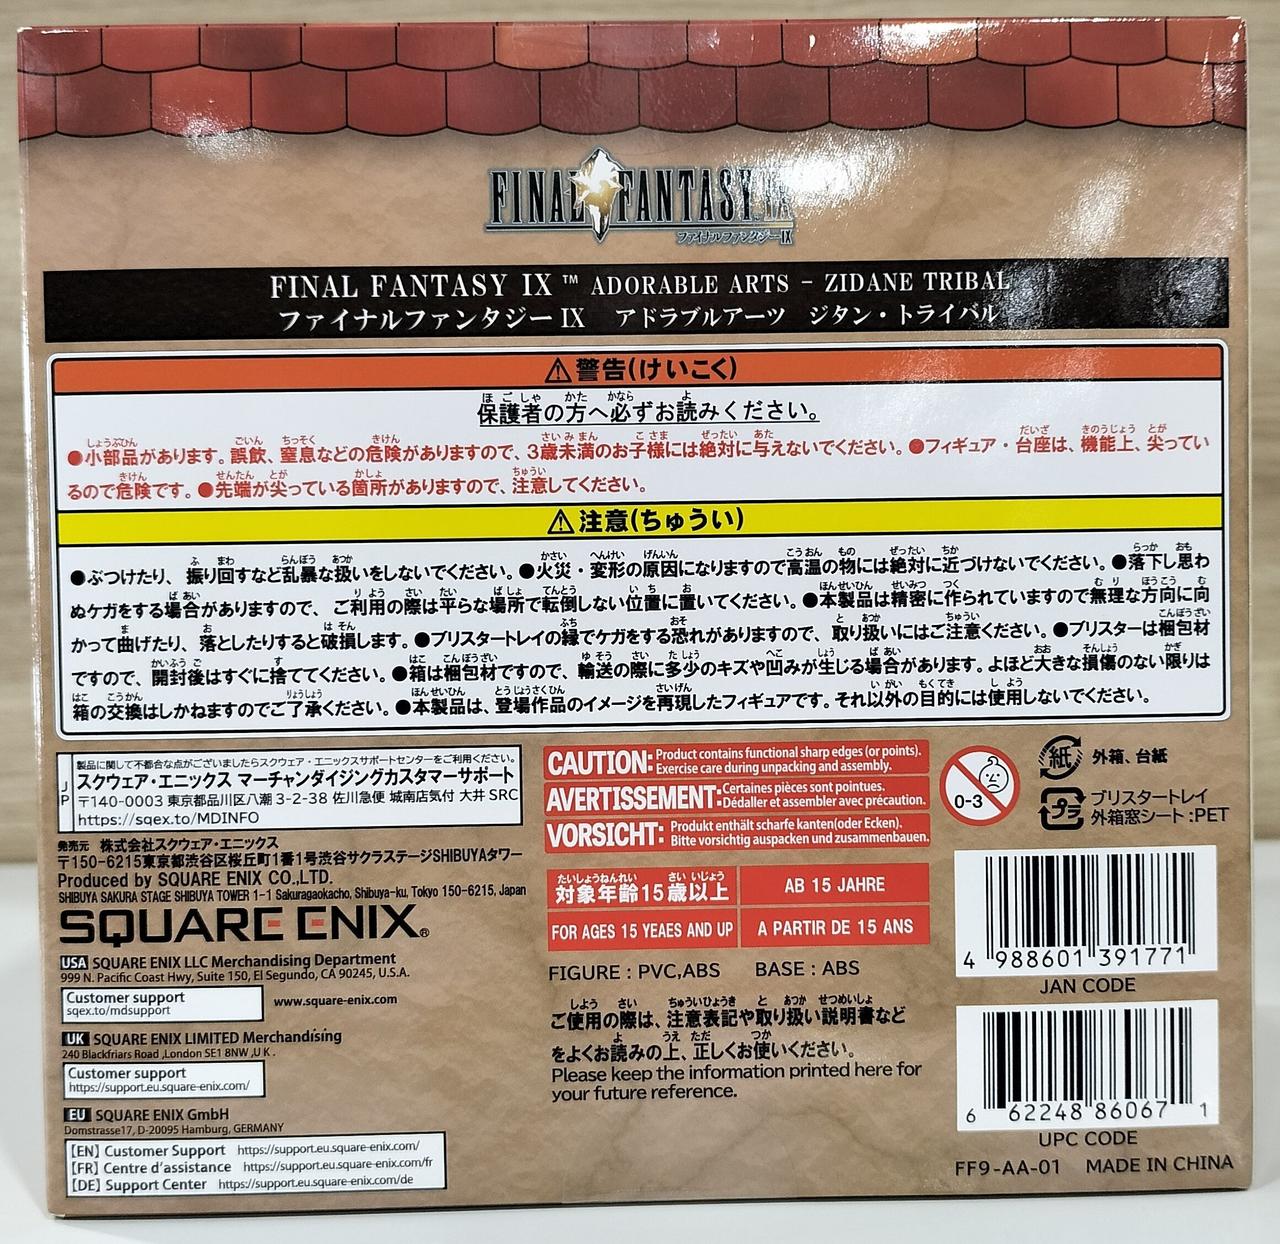 FINAL FANTASY IX
ファイナルファンタジーIX
FINAL FANTASY IX ™ ADORABLE ARTS － ZIDANE TRIBAL
ファイナルファンタジー IX　アドラブルアーツ　ジタン・トライバル
⚠警告(けいこく)
保護者の方へ必ずお読みください。
●小部品があります。誤飲、窒息などの危険がありますので、3歳未満のお子様には絶対に与えないでください。●フィギュア・台座は、機能上、尖ってい
るので危険です。●先端が尖っている箇所がありますので、注意してください。
⚠注意(ちゅうい)
●ぶつけたり、振り回すなど乱暴な扱いをしないでください。●火災・変形の原因になりますので高温の物には絶対に近づけないでください。●落下し思わ
ぬケガをする場合がありますので、ご利用の際は平らな場所で転倒しない位置に置いてください。●本製品は精密に作られていますので無理な方向に向
かって曲げたり、落としたりすると破損します。●ブリスタートレイの縁でケガをする恐れがありますので、取り扱いにはご注意ください。●ブリスターは梱包材
ですので、開封後はすぐに捨ててください。●箱は梱包材ですので、輸送の際に多少のキズや凹みが生じる場合があります。よほど大きな損傷のない限りは
箱の交換はしかねますのでご了承ください。●本製品は、登場作品のイメージを再現したフィギュアです。それ以外の目的には使用しないでください。
JP
製品に関して不都合な点がございましたらスクウェア・エニックスサポートセンターをご利用ください。
スクウェア・エニックス マーチャンダイジングカスタマーサポート
〒140-0003 東京都品川区八潮 3-2-38 佐川急便 城南店気付 大井 SRC
https://sqex.to/MDINFO
発売元 株式会社スクウェア・エニックス
〒150-6215東京都渋谷区桜丘町1番1号渋谷サクラステージSHIBUYAタワー
Produced by SQUARE ENIX CO.,LTD.
SHIBUYA SAKURA STAGE SHIBUYA TOWER 1-1 Sakuragaokacho, Shibuya-ku, Tokyo 150-6215, Japan
SQUARE ENIX®
USA SQUARE ENIX LLC Merchandising Department
999 N. Pacific Coast Hwy, Suite 150, El Segundo, CA 90245, U.S.A.
Customer support
sqex.to/mdsupport
www.square-enix.com
UK SQUARE ENIX LIMITED Merchandising
240 Blackfriars Road ,London SE1 8NW ,U.K .
Customer support
https://support.eu.square-enix.com/
EU SQUARE ENIX GmbH
Domstrasse17, D-20095 Hamburg, GERMANY
【EN】Customer Support https://support.eu.square-enix.com/
【FR】Centre d'assistance https://support.eu.square-enix.com/fr
【DE】Support Center https://support.eu.square-enix.com/de
CAUTION: Product contains functional sharp edges (or points).
Exercise care during unpacking and assembly.
AVERTISSEMENT: Certaines pièces sont pointues.
Dédaller et assembler avec précaution.
VORSICHT: Produkt enthält scharfe kanten(oder Ecken).
Bitte vorsichtig auspacken und zusammenbauen.
対象年齢15歳以上
AB 15 JAHRE
FOR AGES 15 YEAES AND UP
A PARTIR DE 15 ANS
FIGURE : PVC,ABS　BASE : ABS
ご使用の際は、注意表記や取り扱い説明書など
をよくお読みの上、正しくお使いください。
Please keep the information printed here for
your future reference.
0-3
紙 外箱、台紙
プラ ブリスタートレイ
外箱窓シート :PET
4 988601 391771
JAN CODE
6 62248 86067 1
UPC CODE
FF9-AA-01 MADE IN CHINA